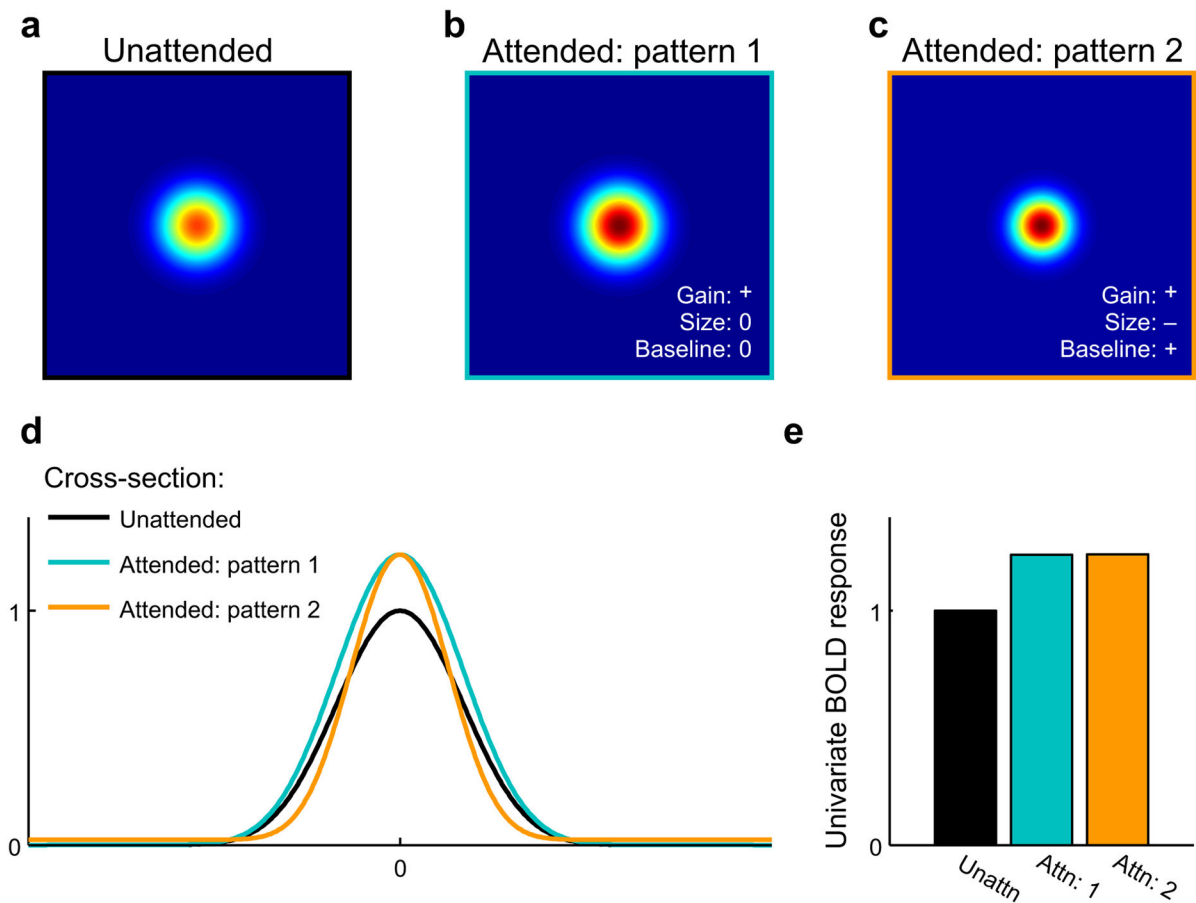 a
Unattended
b
Attended: pattern 1
Gain: +
Size: 0
Baseline: 0
c
Attended: pattern 2
Gain: +
Size: –
Baseline: +
d
Cross-section:
Unattended
Attended: pattern 1
Attended: pattern 2
1
0
0
e
Univariate BOLD response
1
0
Unattn
Attn: 1
Attn: 2